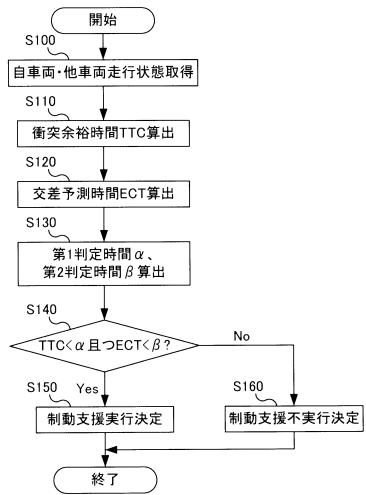 開始
S100
自車両・他車両走行状態取得
S110
衝突余裕時間TTC算出
S120
交差予測時間ECT算出
S130
第1判定時間α、
第2判定時間β算出
S140
TTC<α且つECT<β?
No
S150
Yes
S160
制動支援実行決定
制動支援不実行決定
終了